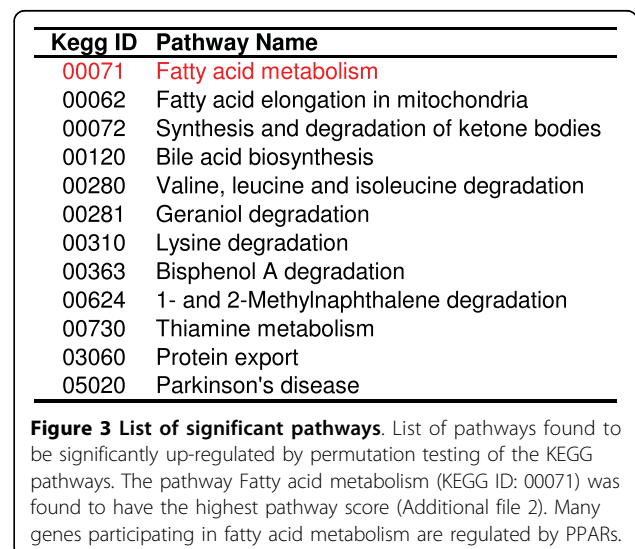 Kegg ID Pathway Name
00071 Fatty acid metabolism
00062 Fatty acid elongation in mitochondria
00072 Synthesis and degradation of ketone bodies
00120 Bile acid biosynthesis
00280 Valine, leucine and isoleucine degradation
00281 Geraniol degradation
00310 Lysine degradation
00363 Bisphenol A degradation
00624 1- and 2-Methylnaphthalene degradation
00730 Thiamine metabolism
03060 Protein export
05020 Parkinson's disease
Figure 3 List of significant pathways. List of pathways found to
be significantly up-regulated by permutation testing of the KEGG
pathways. The pathway Fatty acid metabolism (KEGG ID: 00071) was
found to have the highest pathway score (Additional file 2). Many
genes participating in fatty acid metabolism are regulated by PPARs.